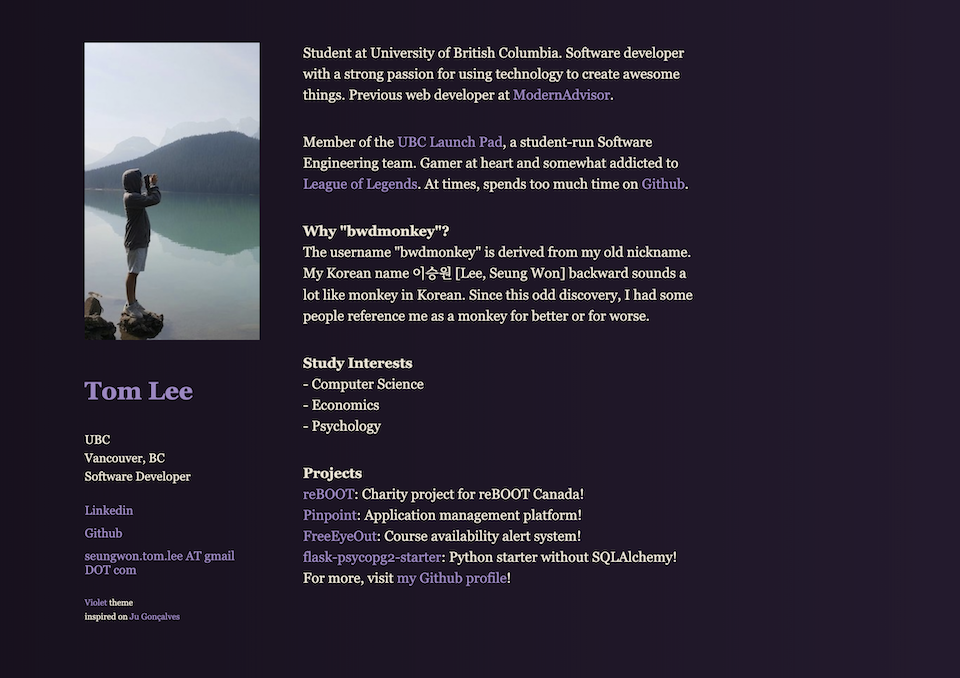 Student at University of British Columbia. Software developer
with a strong passion for using technology to create awesome
things. Previous web developer at ModernAdvisor.
Member of the UBC Launch Pad, a student-run Software
Engineering team. Gamer at heart and somewhat addicted to
League of Legends. At times, spends too much time on Github.
Why "bwdmonkey"?
The username "bwdmonkey" is derived from my old nickname.
My Korean name 이승원 [Lee, Seung Won] backward sounds a
lot like monkey in Korean. Since this odd discovery, I had some
people reference me as a monkey for better or for worse.
Study Interests
- Computer Science
- Economics
- Psychology
Projects
reBOOT: Charity project for reBOOT Canada!
Pinpoint: Application management platform!
FreeEyeOut: Course availability alert system!
flask-psycopg2-starter: Python starter without SQLAlchemy!
For more, visit my Github profile!
Tom Lee
UBC
Vancouver, BC
Software Developer
Linkedin
Github
seungwon.tom.lee AT gmail
DOT com
Violet theme
inspired on Ju Gonçalves